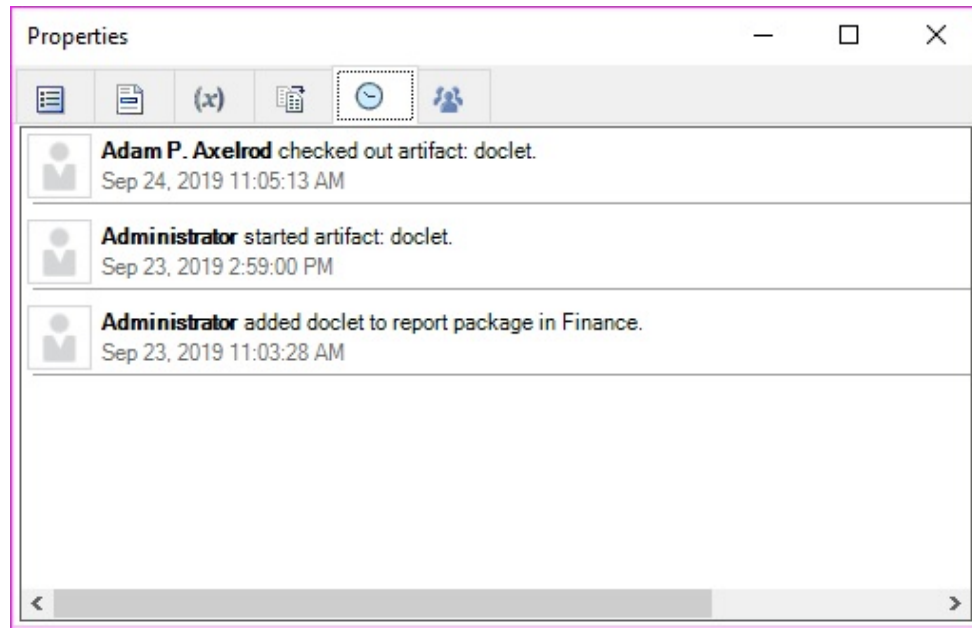 Properties
(x)
Adam P. Axelrod checked out artifact: doclet.
Sep 24, 2019 11:05:13 AM
Administrator started artifact: doclet.
Sep 23, 2019 2:59:00 PM
Administrator added doclet to report package in Finance.
Sep 23, 2019 11:03:28 AM